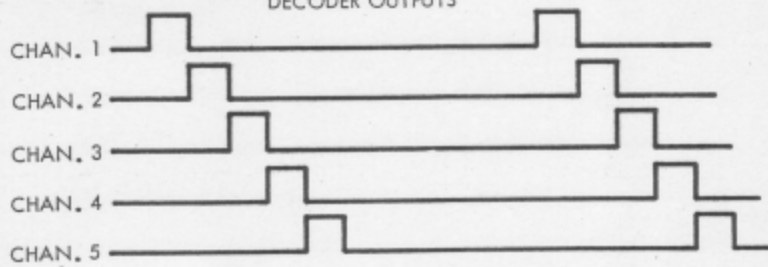 DECODER OUTPUTS
CHAN. 1
CHAN. 2
CHAN. 3
CHAN. 4
CHAN. 5